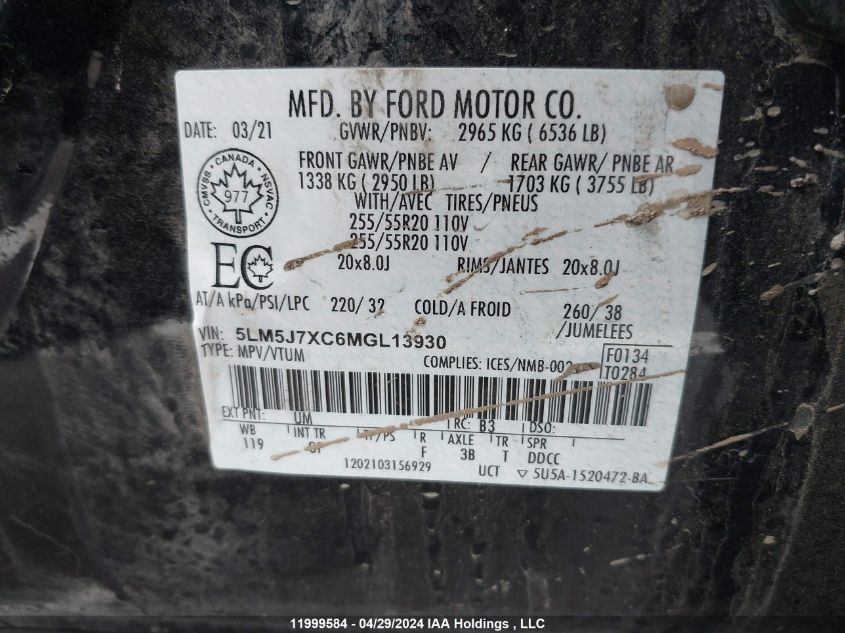 MFD. BY FORD MOTOR CO.
DATE: 03/21 GVWR/PNBV: 2965 KG ( 6536 LB)
FRONT GAWR/PNBE AV / REAR GAWR/ PNBE AR
1338 KG ( 2950 LB) 1703 KG ( 3755 LB)
WITH/AVEC TIRES/PNEUS
255/55R20 110V
255/55R20 110V
CANADA
CMVSS NSVAC
977
TRANSPORT
EC
20x8.0J RIMS/JANTES 20x8.0J
AT/A kPa/PSI/LPC 220/ 32 COLD/A FROID 260/ 38
/JUMELEES
VIN: 5LM5J7XC6MGL13930
TYPE: MPV/VTUM COMPLIES: ICES/NMB-002
F0134
T0284
EXT PNT: UM RC: B3 DSO:
WB INT TR TP/PS R AXLE TR SPR
119 F 3B T DDCC
1202103156929 UCT ▽ 5U5A-1520472-BA
11999584 - 04/29/2024 IAA Holdings , LLC